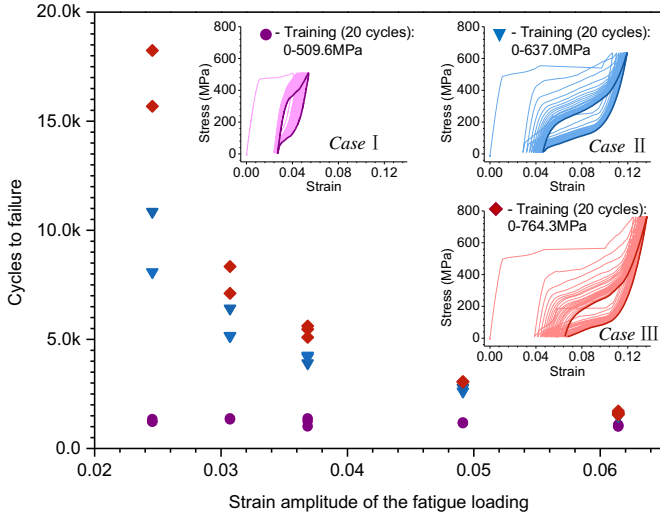 20.0k
15.0k
10.0k
5.0k
0.0
Cycles to failure
0.02 0.03 0.04 0.05 0.06
Strain amplitude of the fatigue loading
- Training (20 cycles):
0-509.6MPa
800
600
400
200
0
Stress (MPa)
Case I
0.00 0.04 0.08 0.12
Strain
- Training (20 cycles):
0-637.0MPa
800
600
400
200
0
Stress (MPa)
Case II
0.00 0.04 0.08 0.12
Strain
- Training (20 cycles):
0-764.3MPa
800
600
400
200
0
Stress (MPa)
Case III
0.00 0.04 0.08 0.12
Strain